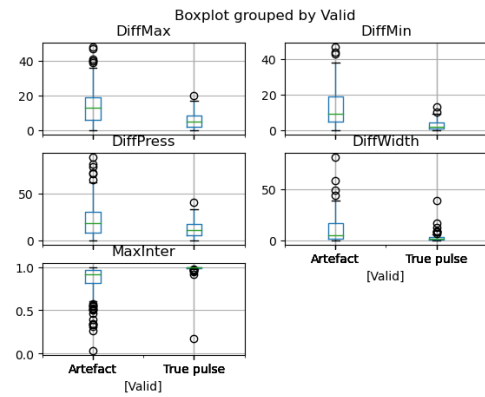 Boxplot grouped by Valid
DiffMax
DiffMin
40
20
0
40
20
0
DiffPress
DiffWidth
50
0
50
0
MaxInter
Artefact True pulse
[Valid]
1.0
0.5
0.0
Artefact True pulse
[Valid]